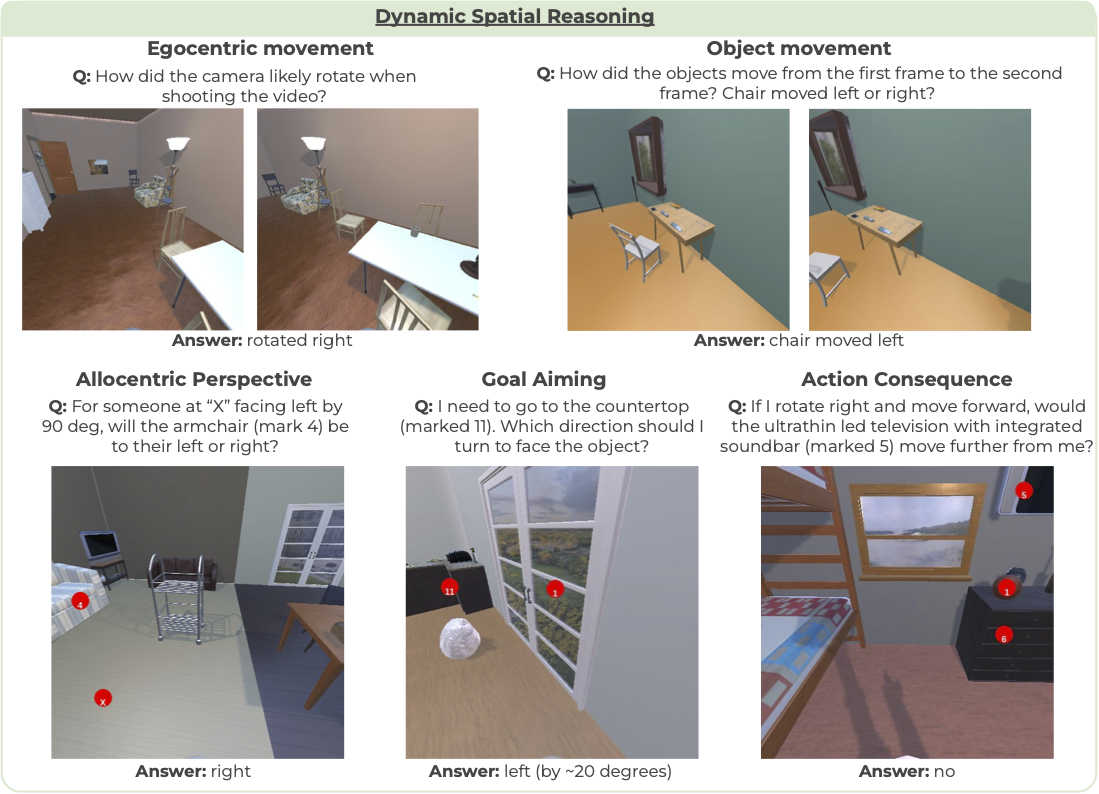 Dynamic Spatial Reasoning
Egocentric movement
Q: How did the camera likely rotate when
shooting the video?
Answer: rotated right
Object movement
Q: How did the objects move from the first frame to the second
frame? Chair moved left or right?
Answer: chair moved left
Allocentric Perspective
Q: For someone at “X” facing left by
90 deg, will the armchair (mark 4) be
to their left or right?
4
X
Answer: right
Goal Aiming
Q: I need to go to the countertop
(marked 11). Which direction should I
turn to face the object?
11
1
Answer: left (by ~20 degrees)
Action Consequence
Q: If I rotate right and move forward, would
the ultrathin led television with integrated
soundbar (marked 5) move further from me?
5
1
6
Answer: no